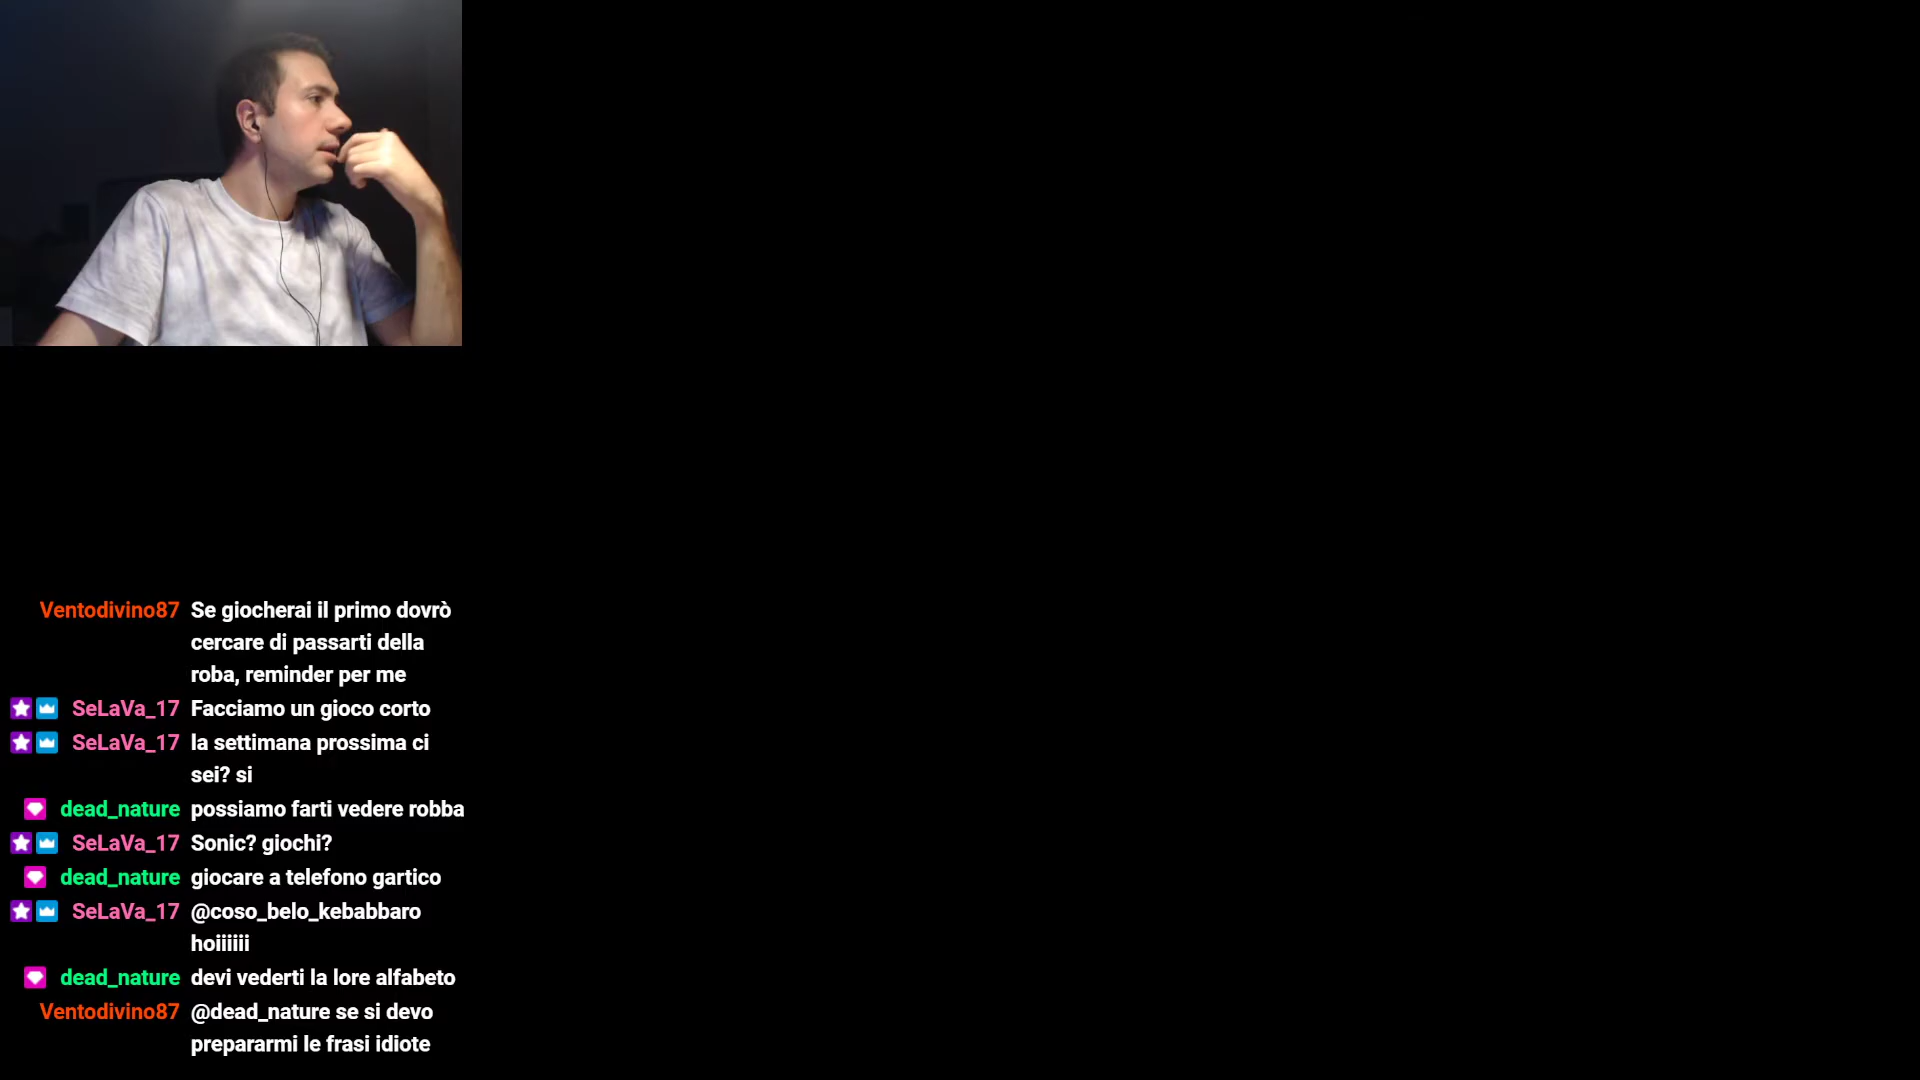 Ventodivino87 Se giocherai il primo dovrò
cercare di passarti della
roba, reminder per me
SeLaVa_17 Facciamo un gioco corto
SeLaVa_17 la settimana prossima ci
sei? si
dead_nature possiamo farti vedere robba
SeLaVa_17 Sonic? giochi?
dead_nature giocare a telefono gartico
SeLaVa_17 @coso_belo_kebabbaro
hoiiiiii
dead_nature devi vederti la lore alfabeto
Ventodivino87 @dead_nature se si devo
prepararmi le frasi idiote